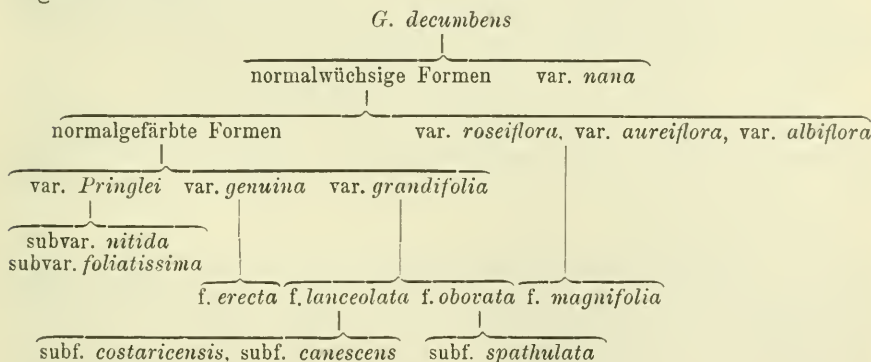 G. decumbens
normalwüchsige Formen var. nana
normalgefärbte Formen var. roseiflora, var. aureiflora, var. albiflora
var. Pringlei var. genuina var. grandifolia
subvar. nitida
subvar. foliatissima
f. erecta f. lanceolata f. obovata f. magnifolia
subf. costaricensis, subf. canescens subf. spathulata